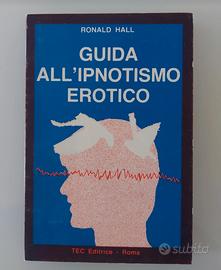 RONALD HALL
GUIDA
ALL'IPNOTISMO
EROTICO
TEC Editrice - Roma
subito